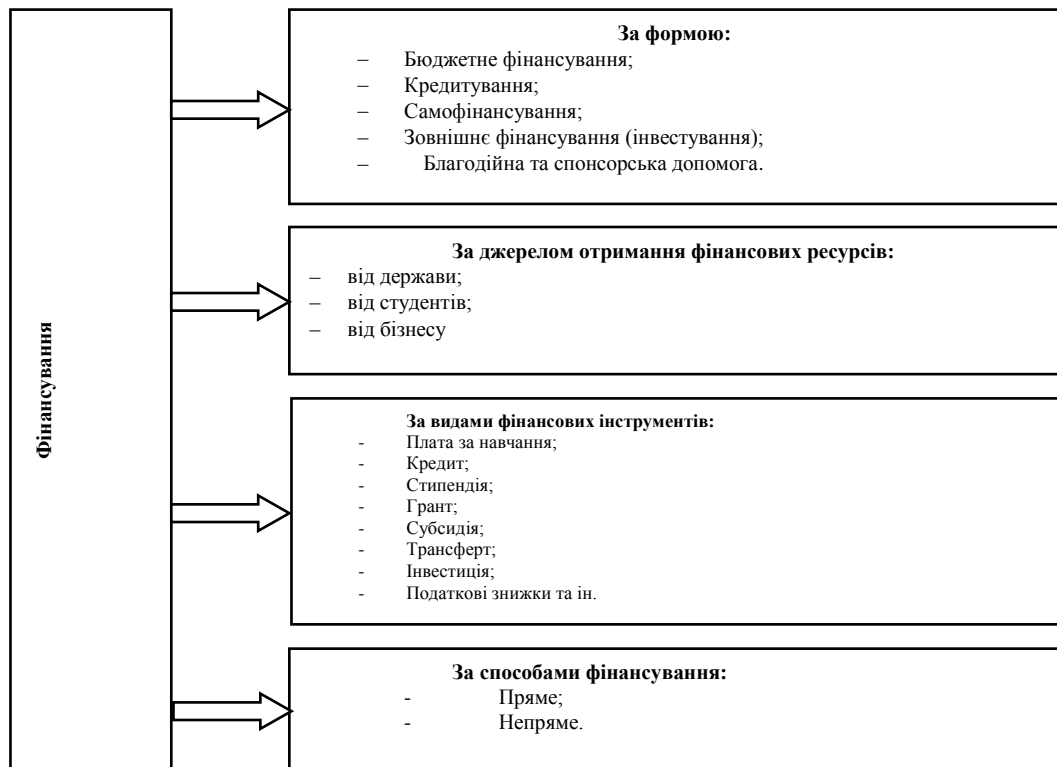 Фінансування
За формою:
– Бюджетне фінансування;
– Кредитування;
– Самофінансування;
– Зовнішнє фінансування (інвестування);
– Благодійна та спонсорська допомога.
За джерелом отримання фінансових ресурсів:
– від держави;
– від студентів;
– від бізнесу
За видами фінансових інструментів:
- Плата за навчання;
- Кредит;
- Стипендія;
- Грант;
- Субсидія;
- Трансферт;
- Інвестиція;
- Податкові знижки та ін.
За способами фінансування:
- Пряме;
- Непряме.